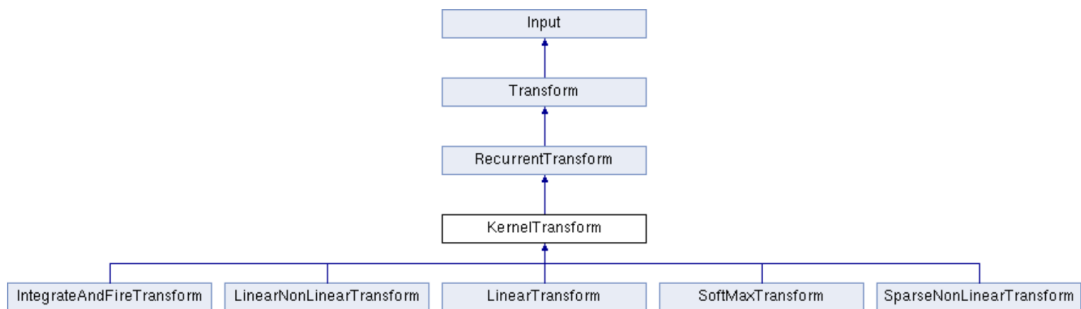 Input
Transform
RecurrentTransform
KernelTransform
IntegrateAndFireTransform
LinearNonLinearTransform
LinearTransform
SoftMaxTransform
SparseNonLinearTransform